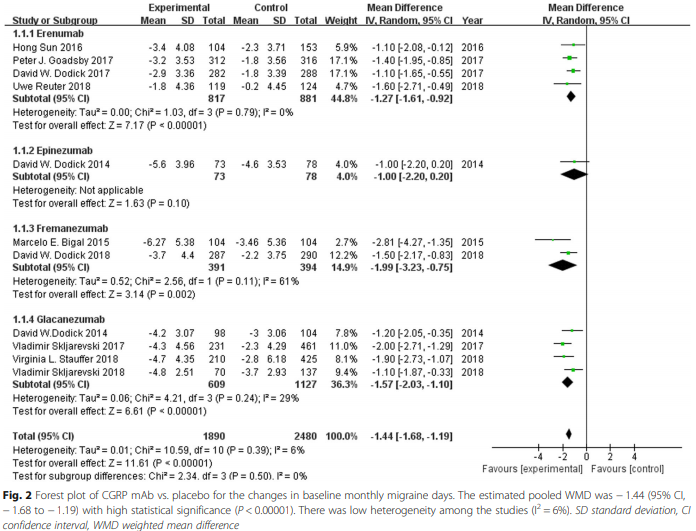 Experimental Control Mean Difference Mean Difference
Study or Subgroup Mean SD Total Mean SD Total Weight IV, Random, 95% CI Year IV, Random, 95% CI
1.1.1 Erenumab
Hong Sun 2016 -3.4 4.08 104 -2.3 3.71 153 5.9% -1.10 [-2.08, -0.12] 2016
Peter J. Goadsby 2017 -3.2 3.53 312 -1.8 3.58 316 17.1% -1.40 [-1.95, -0.85] 2017
David W. Dodick 2017 -2.9 3.36 282 -1.8 3.39 288 17.1% -1.10 [-1.65, -0.55] 2017
Uwe Reuter 2018 -1.8 4.36 119 -0.2 4.45 124 4.6% -1.60 [-2.71, -0.49] 2018
Subtotal (95% CI) 817 881 44.8% -1.27 [-1.61, -0.92]
Heterogeneity: Tau² = 0.00; Chi² = 1.03, df = 3 (P = 0.79); I² = 0%
Test for overall effect: Z = 7.17 (P < 0.00001)
1.1.2 Epinezumab
David W. Dodick 2014 -5.6 3.96 73 -4.6 3.53 78 4.0% -1.00 [-2.20, 0.20] 2014
Subtotal (95% CI) 73 78 4.0% -1.00 [-2.20, 0.20]
Heterogeneity: Not applicable
Test for overall effect: Z = 1.63 (P = 0.10)
1.1.3 Fremanezumab
Marcelo E. Bigal 2015 -6.27 5.38 104 -3.46 5.36 104 2.7% -2.81 [-4.27, -1.35] 2015
David W. Dodick 2018 -3.7 4.4 287 -2.2 3.75 290 12.2% -1.50 [-2.17, -0.83] 2018
Subtotal (95% CI) 391 394 14.9% -1.99 [-3.23, -0.75]
Heterogeneity: Tau² = 0.52; Chi² = 2.56, df = 1 (P = 0.11); I² = 61%
Test for overall effect: Z = 3.14 (P = 0.002)
1.1.4 Glacanezumab
David W.Dodick 2014 -4.2 3.07 98 -3 3.06 104 7.8% -1.20 [-2.05, -0.35] 2014
Vladimir Skljarevski 2017 -4.3 4.56 231 -2.3 4.29 461 11.0% -2.00 [-2.71, -1.29] 2017
Virginia L. Stauffer 2018 -4.7 4.35 210 -2.8 6.18 425 8.1% -1.90 [-2.73, -1.07] 2018
Vladimir Skljarevski 2018 -4.8 2.51 70 -3.7 2.93 137 9.4% -1.10 [-1.87, -0.33] 2018
Subtotal (95% CI) 609 1127 36.3% -1.57 [-2.03, -1.10]
Heterogeneity: Tau² = 0.06; Chi² = 4.21, df = 3 (P = 0.24); I² = 29%
Test for overall effect: Z = 6.61 (P < 0.00001)
Total (95% CI) 1890 2480 100.0% -1.44 [-1.68, -1.19]
Heterogeneity: Tau² = 0.01; Chi² = 10.59, df = 10 (P = 0.39); I² = 6%
Test for overall effect: Z = 11.61 (P < 0.00001)
Test for subgroup differences: Chi² = 2.34, df = 3 (P = 0.50), I² = 0%
-4 -2 0 2 4
Favours [experimental] Favours [control]
Fig. 2 Forest plot of CGRP mAb vs. placebo for the changes in baseline monthly migraine days. The estimated pooled WMD was − 1.44 (95% CI,
− 1.68 to − 1.19) with high statistical significance (P < 0.00001). There was low heterogeneity among the studies (I² = 6%). SD standard deviation, CI
confidence interval, WMD weighted mean difference